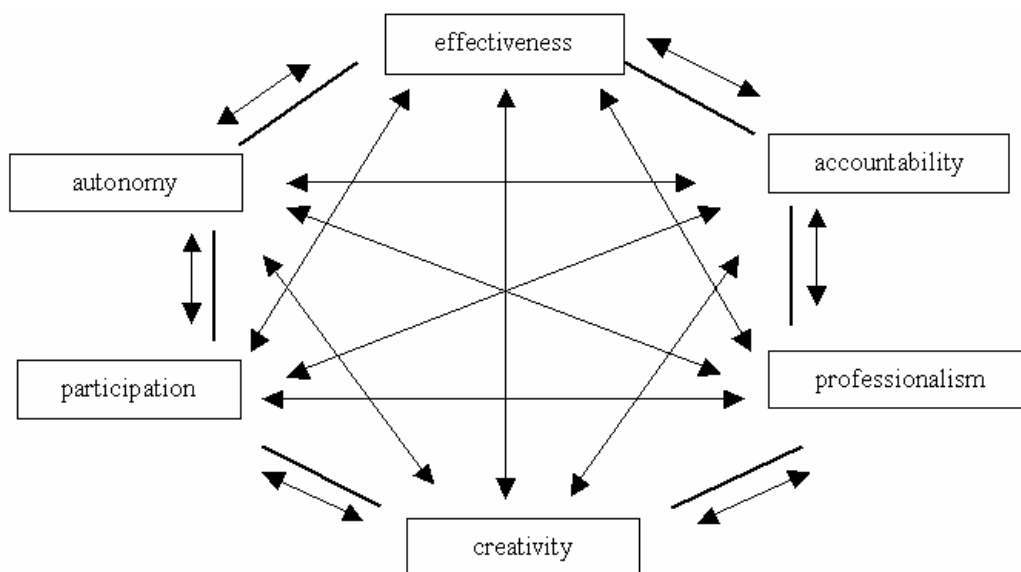 effectiveness
autonomy
accountability
participation
professionalism
creativity